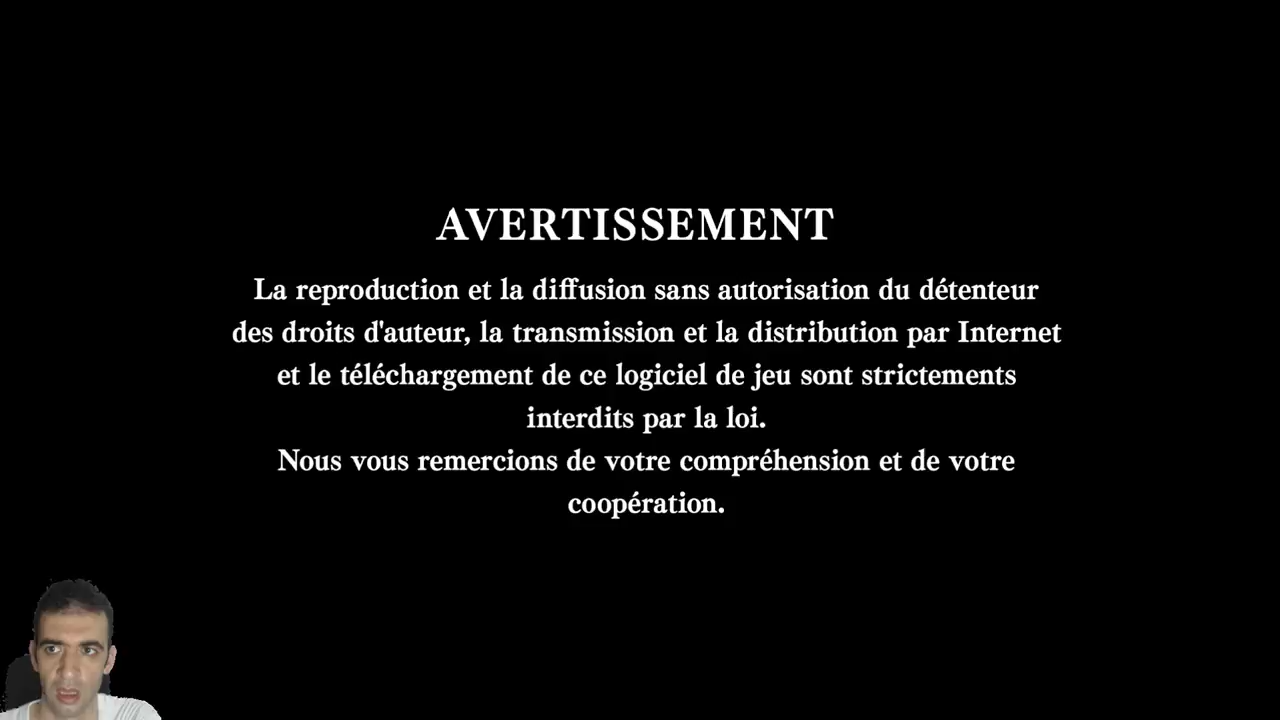 AVERTISSEMENT
La reproduction et la diffusion sans autorisation du détenteur
des droits d'auteur, la transmission et la distribution par Internet
et le téléchargement de ce logiciel de jeu sont strictements
interdits par la loi.
Nous vous remercions de votre compréhension et de votre
coopération.